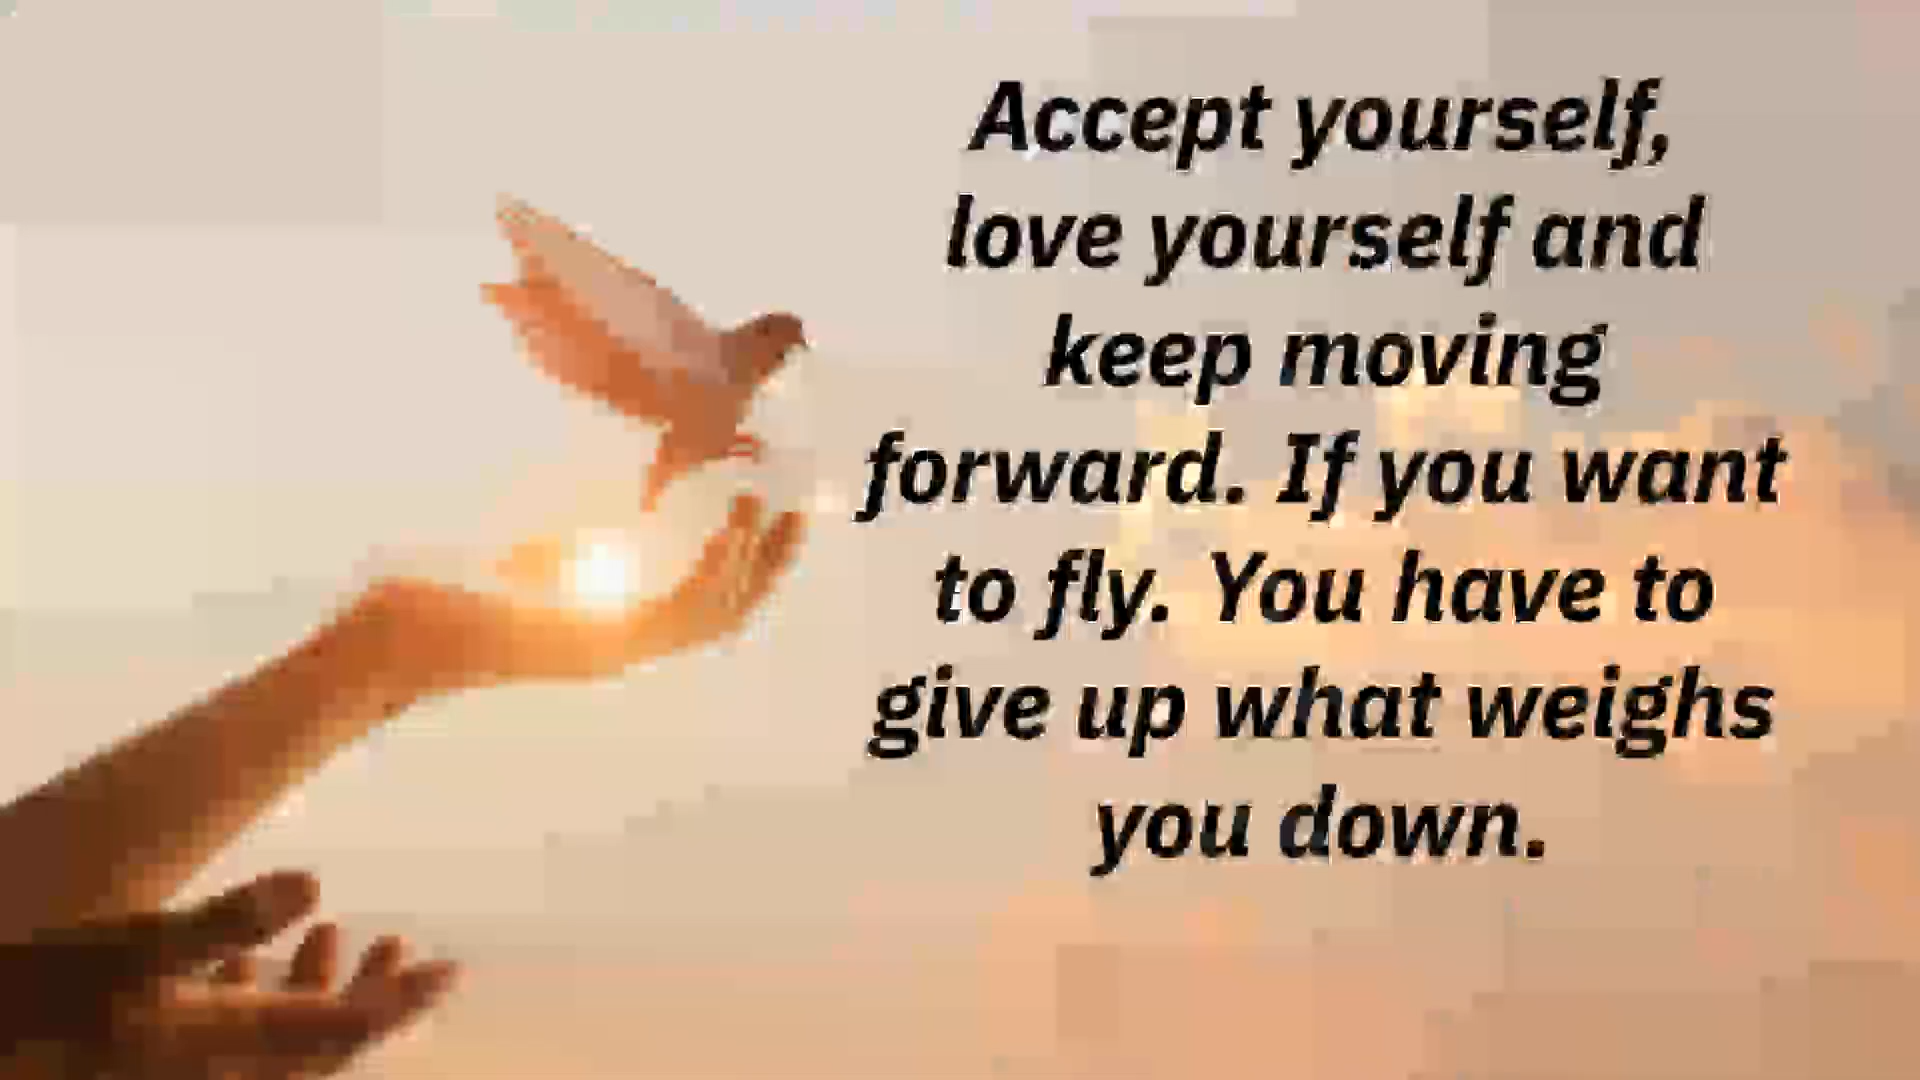 Accept yourself,
love yourself and
keep moving
forward. If you want
to fly. You have to
give up what weighs
you down.